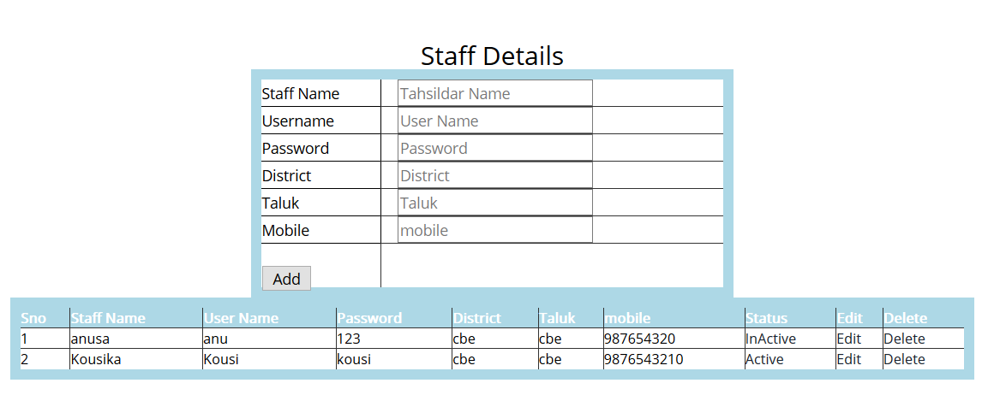 Staff Details
Staff Name Tahsildar Name
Username User Name
Password Password
District District
Taluk Taluk
Mobile mobile
Add
Sno Staff Name User Name Password District Taluk mobile Status Edit Delete
1 anusa anu 123 cbe cbe 987654320 InActive Edit Delete
2 Kousika Kousi kousi cbe cbe 9876543210 Active Edit Delete